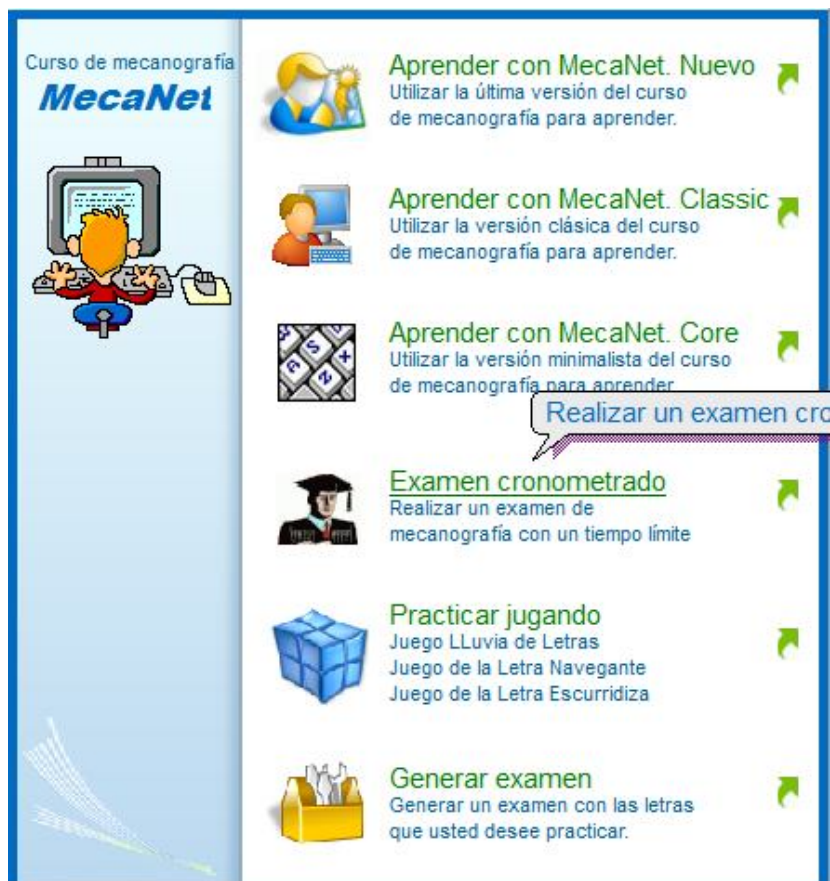 Curso de mecanografía
MecaNet
Aprender con MecaNet. Nuevo
Utilizar la última versión del curso
de mecanografía para aprender.
Aprender con MecaNet. Classic
Utilizar la versión clásica del curso
de mecanografía para aprender.
Aprender con MecaNet. Core
Utilizar la versión minimalista del curso
de mecanografía para aprender
Realizar un examen cro
Examen cronometrado
Realizar un examen de
mecanografía con un tiempo límite
Practicar jugando
Juego LLuvia de Letras
Juego de la Letra Navegante
Juego de la Letra Escurridiza
Generar examen
Generar un examen con las letras
que usted desee practicar.